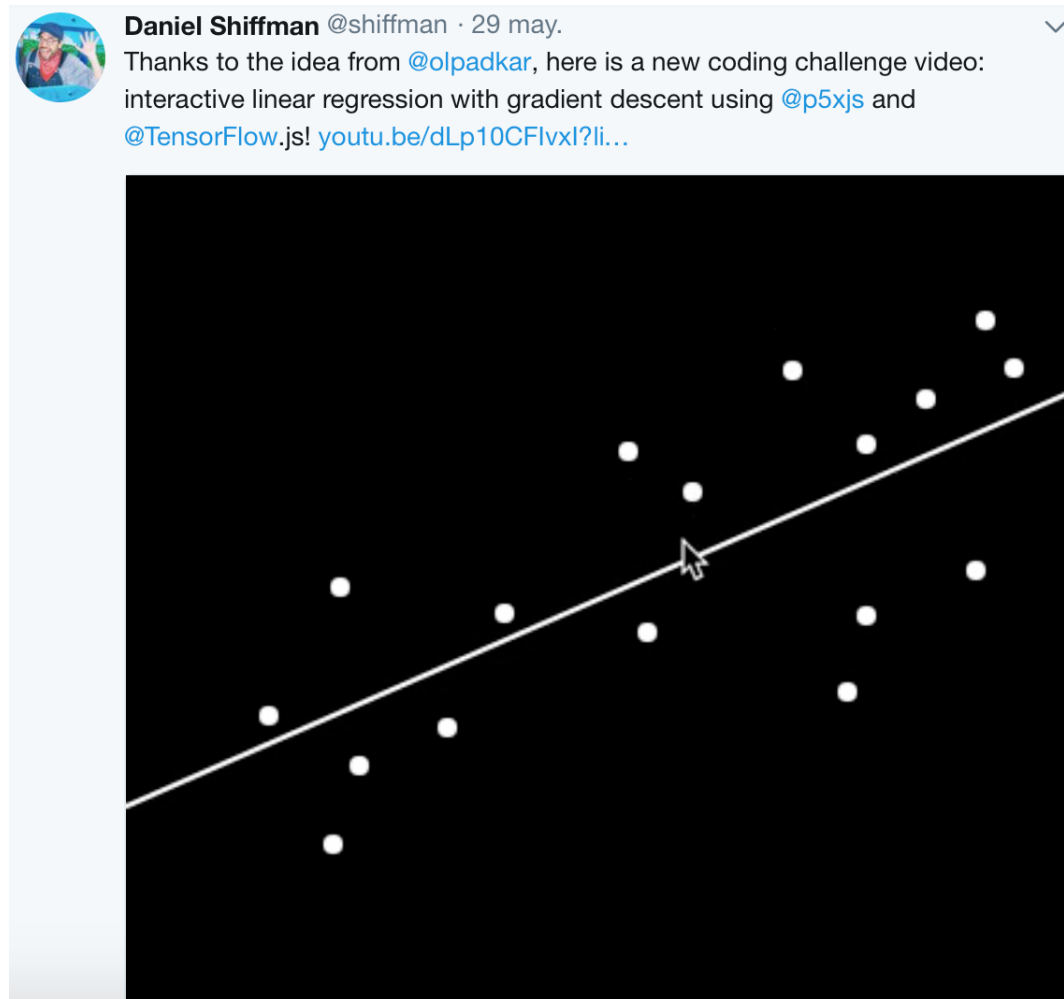 Daniel Shiffman @shiffman · 29 may.
Thanks to the idea from @olpadkar, here is a new coding challenge video:
interactive linear regression with gradient descent using @p5xjs and
@TensorFlow.js! youtu.be/dLp10CFIvxI?li…